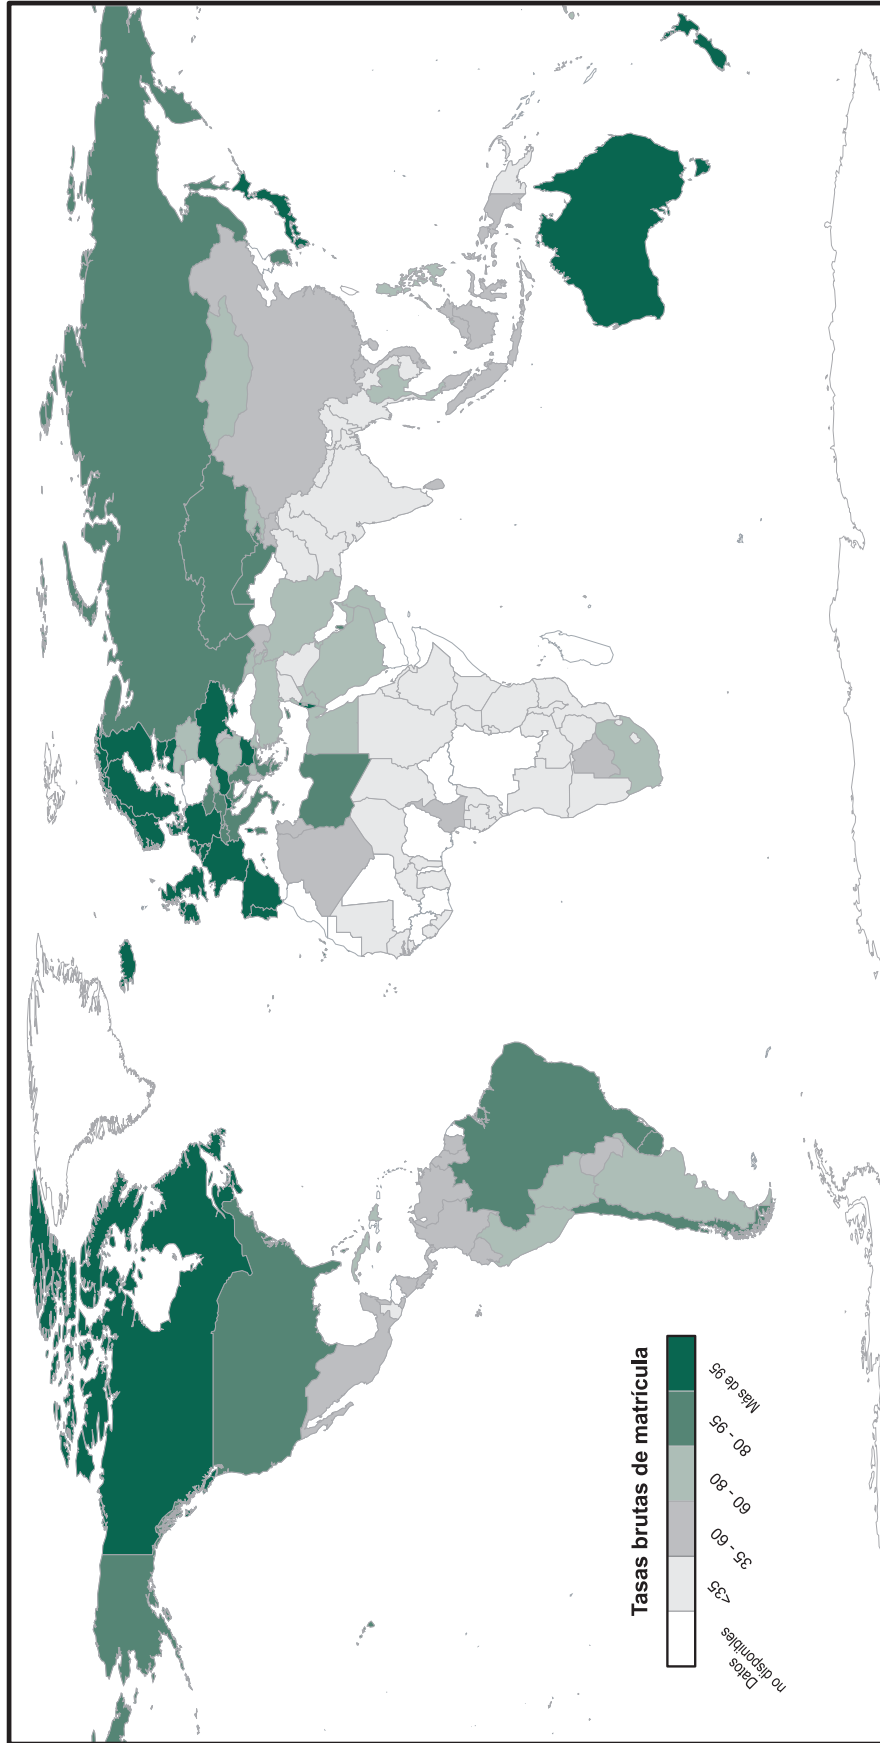 Tasas brutas de matrícula
Datos
no disponibles
<35
35 - 60
60 - 80
80 - 95
Más de 95